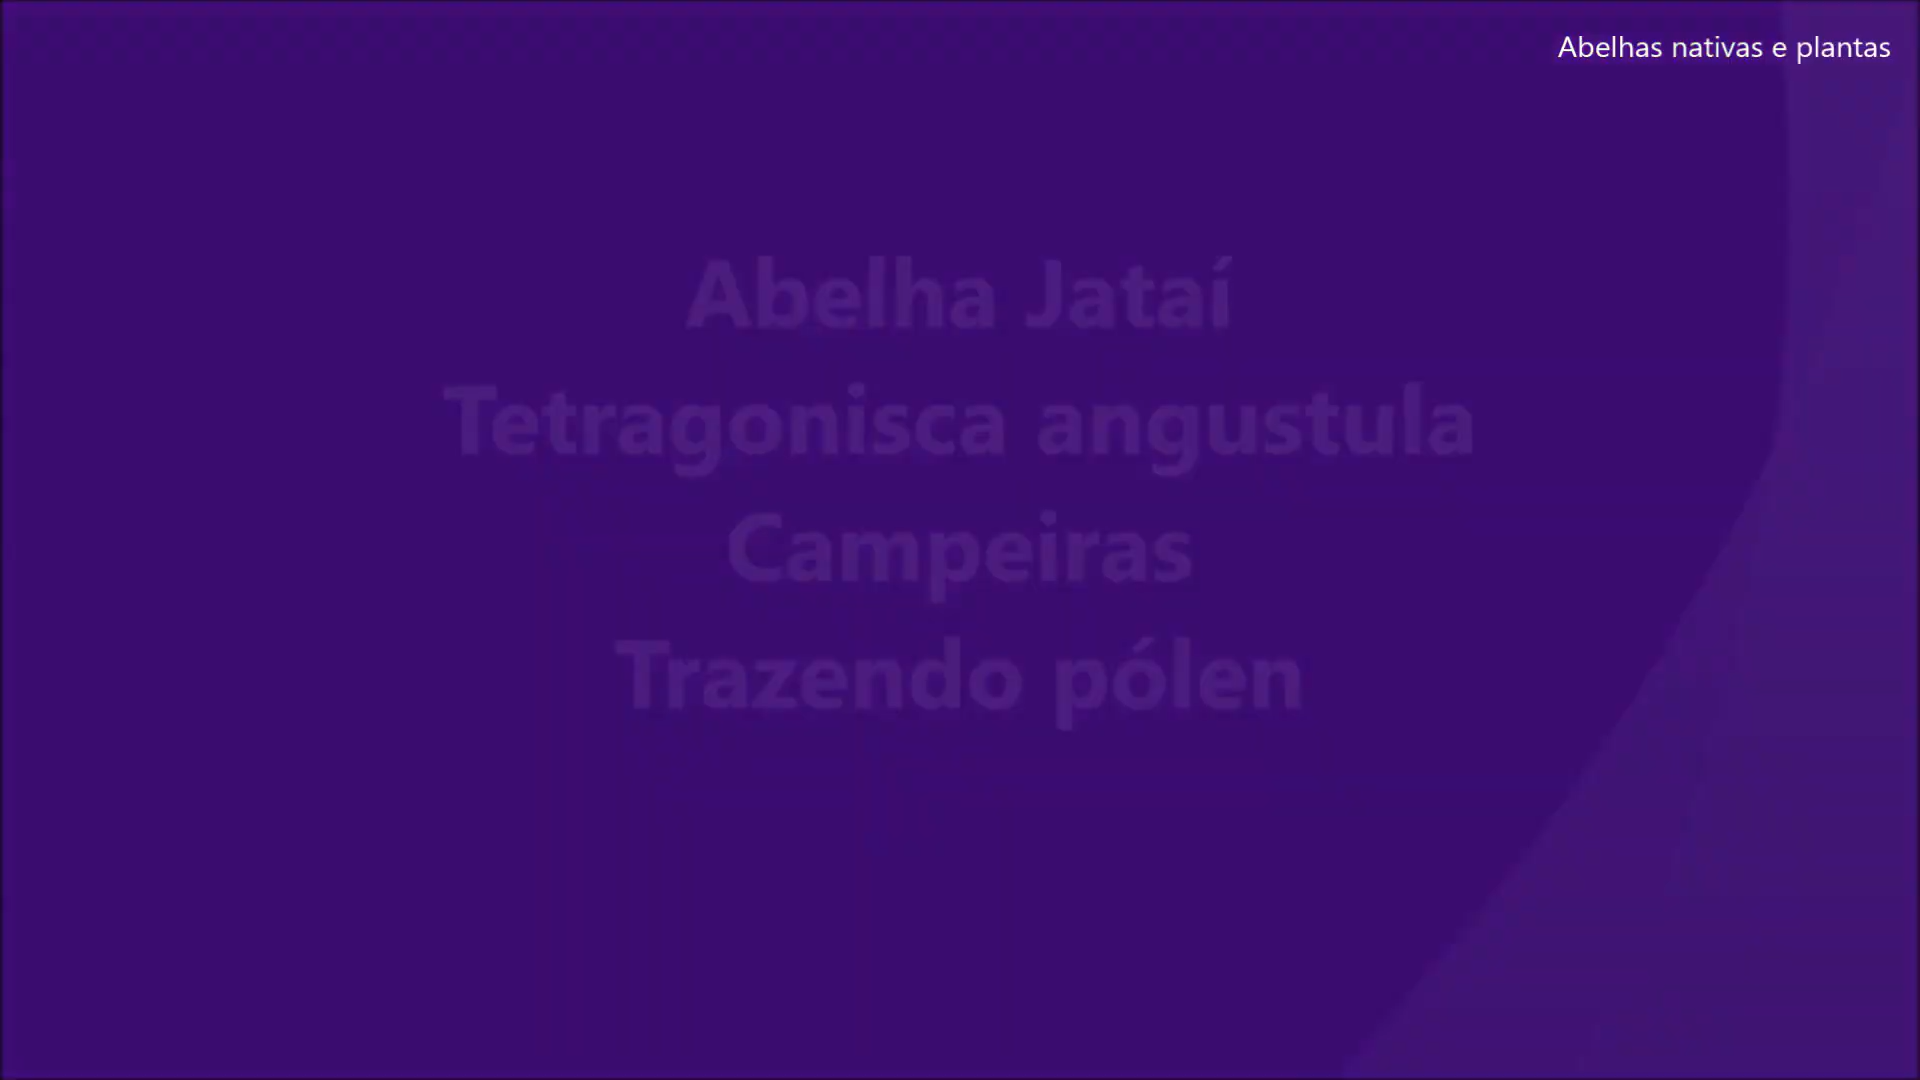 Abelhas nativas e plantas
Abelha Jataí
Tetragonisca angustula
Campeiras
Trazendo pólen